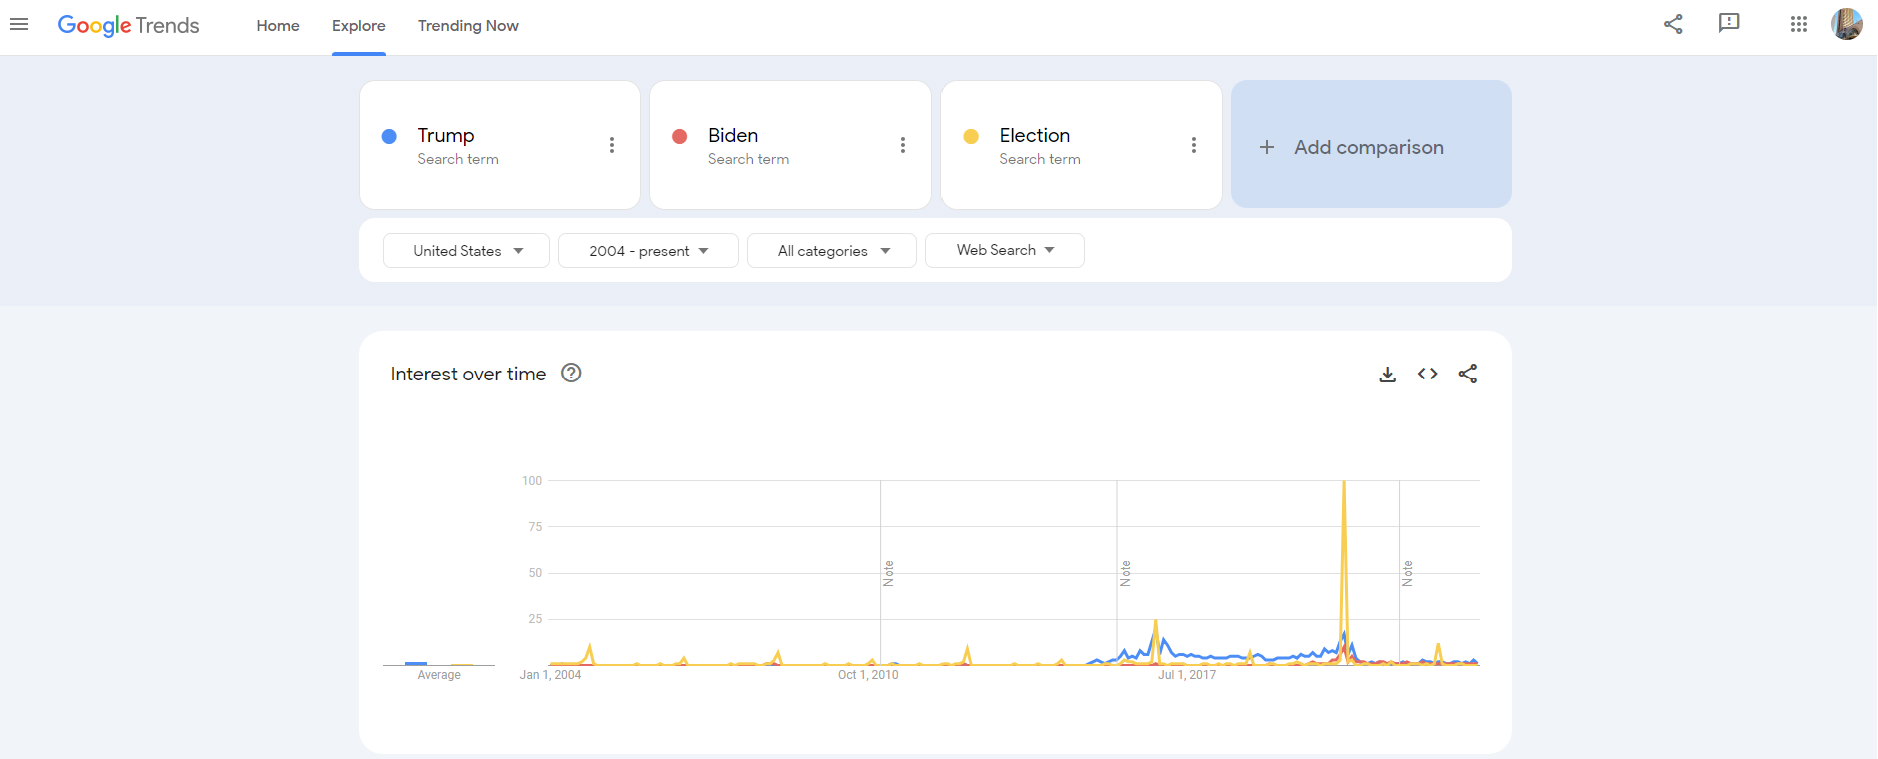 Google Trends
Home Explore Trending Now
Trump
Search term
Biden
Search term
Election
Search term
+ Add comparison
United States
2004 - present
All categories
Web Search
Interest over time
100
75
50
25
Note
Note
Note
Average
Jan 1, 2004
Oct 1, 2010
Jul 1, 2017